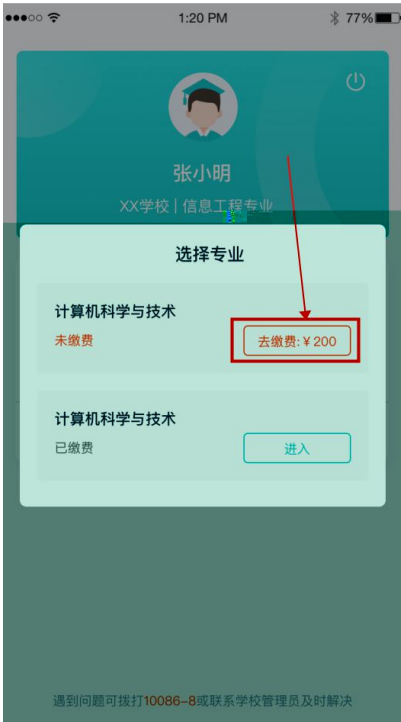 1:20 PM 77%
张小明
XX学校 | 信息工程专业
选择专业
计算机科学与技术
未缴费
去缴费:¥200
计算机科学与技术
已缴费
进入
遇到问题可拨打10086-8或联系学校管理员及时解决